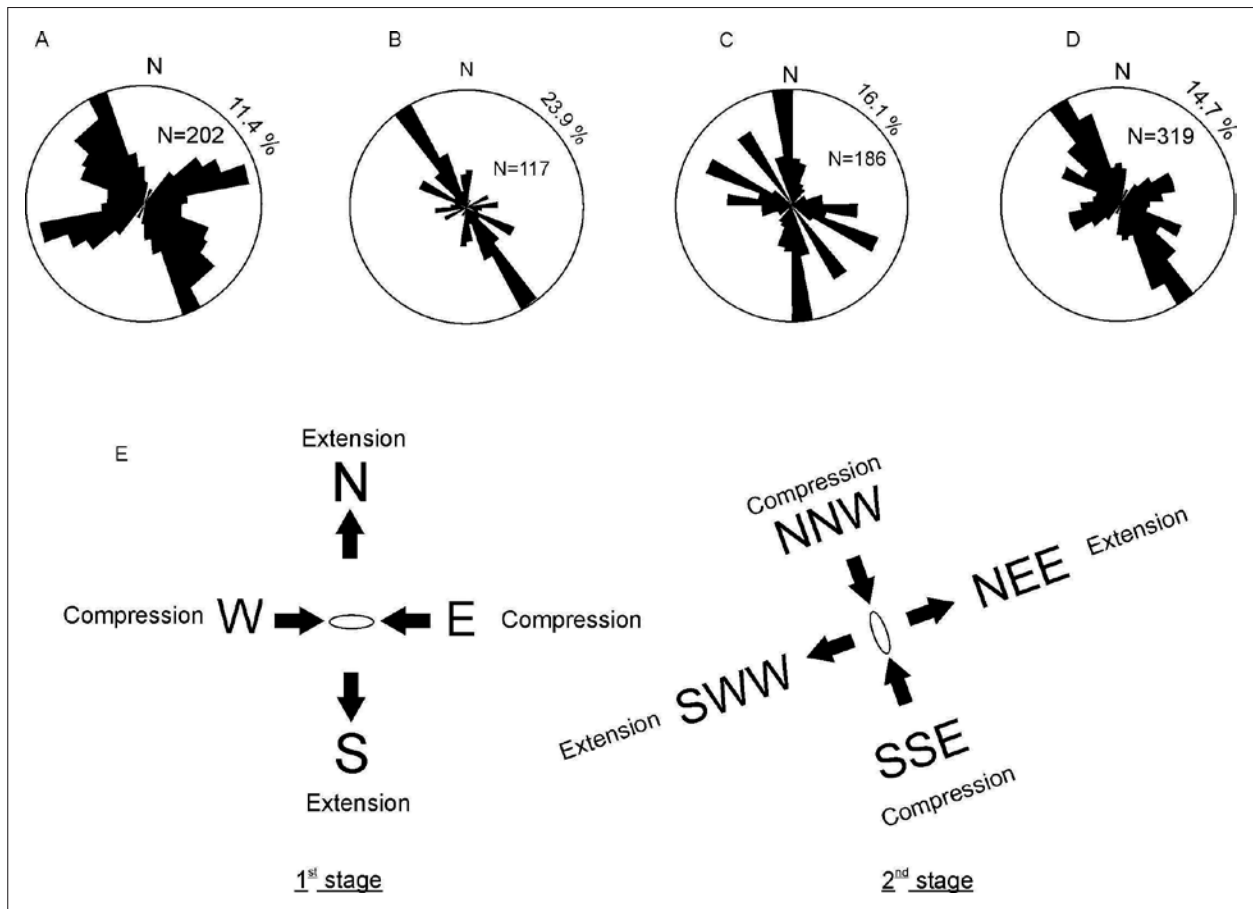 A
N
11.4 %
N=202
B
N
23.9 %
N=117
C
N
16.1 %
N=186
D
N
14.7 %
N=319
E
Extension
N
Compression W E Compression
S
Extension
1st stage
Compression
NNW
NEE Extension
Extension SWW
SSE
Compression
2nd stage